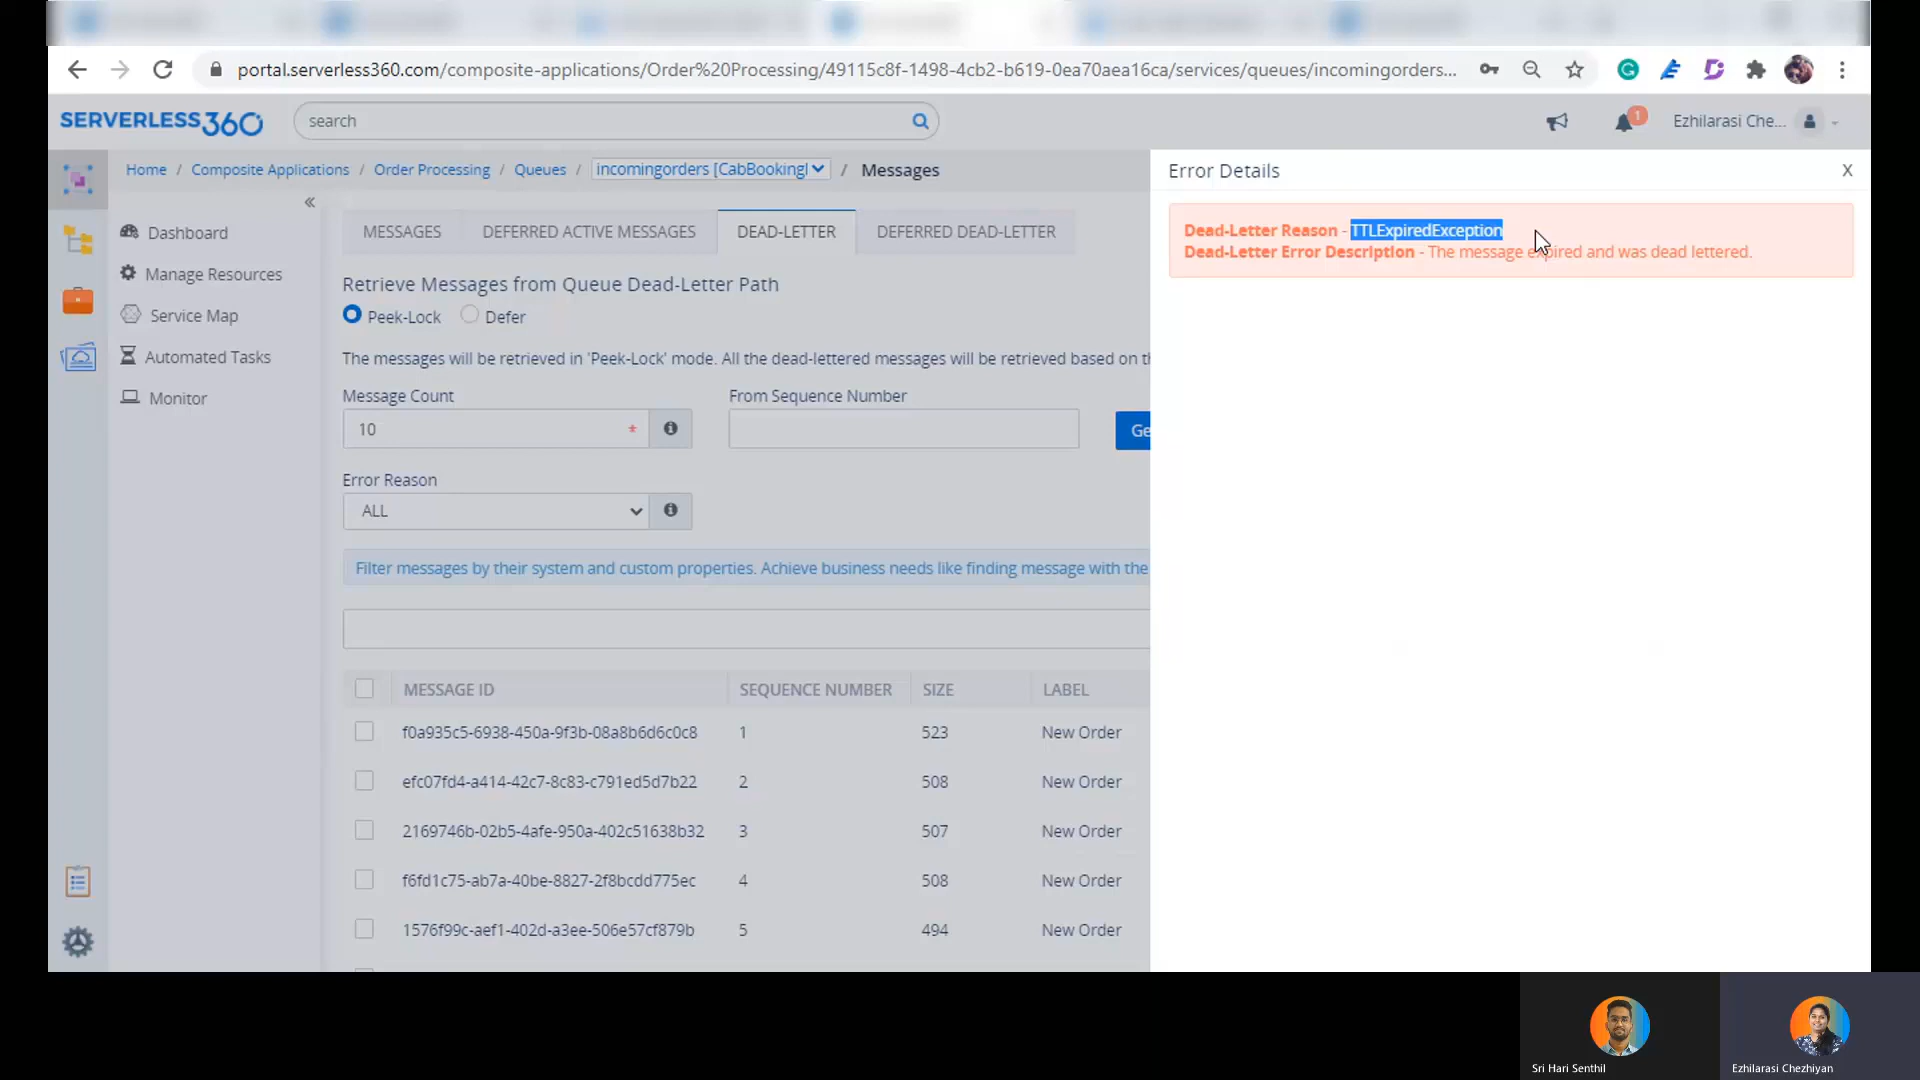 portal.serverless360.com/composite-applications/Order%20Processing/49115c8f-1498-4cb2-b619-0ea70aea16ca/services/queues/incomingorders...
SERVERLESS360
search
1
Ezhilarasi Che...
Home / Composite Applications / Order Processing / Queues / incomingorders [CabBookingI / Messages
Dashboard
Manage Resources
Service Map
Automated Tasks
Monitor
MESSAGES DEFERRED ACTIVE MESSAGES DEAD-LETTER DEFERRED DEAD-LETTER
Retrieve Messages from Queue Dead-Letter Path
Peek-Lock Defer
The messages will be retrieved in 'Peek-Lock' mode. All the dead-lettered messages will be retrieved based on th
Message Count From Sequence Number
10 *
Ge
Error Reason
ALL
Filter messages by their system and custom properties. Achieve business needs like finding message with the
MESSAGE ID SEQUENCE NUMBER SIZE LABEL
f0a935c5-6938-450a-9f3b-08a8b6d6c0c8 1 523 New Order
efc07fd4-a414-42c7-8c83-c791ed5d7b22 2 508 New Order
2169746b-02b5-4afe-950a-402c51638b32 3 507 New Order
f6fd1c75-ab7a-40be-8827-2f8bcdd775ec 4 508 New Order
1576f99c-aef1-402d-a3ee-506e57cf879b 5 494 New Order
Error Details X
Dead-Letter Reason - TTLExpiredException
Dead-Letter Error Description - The message expired and was dead lettered.
Sri Hari Senthil
Ezhilarasi Chezhiyan